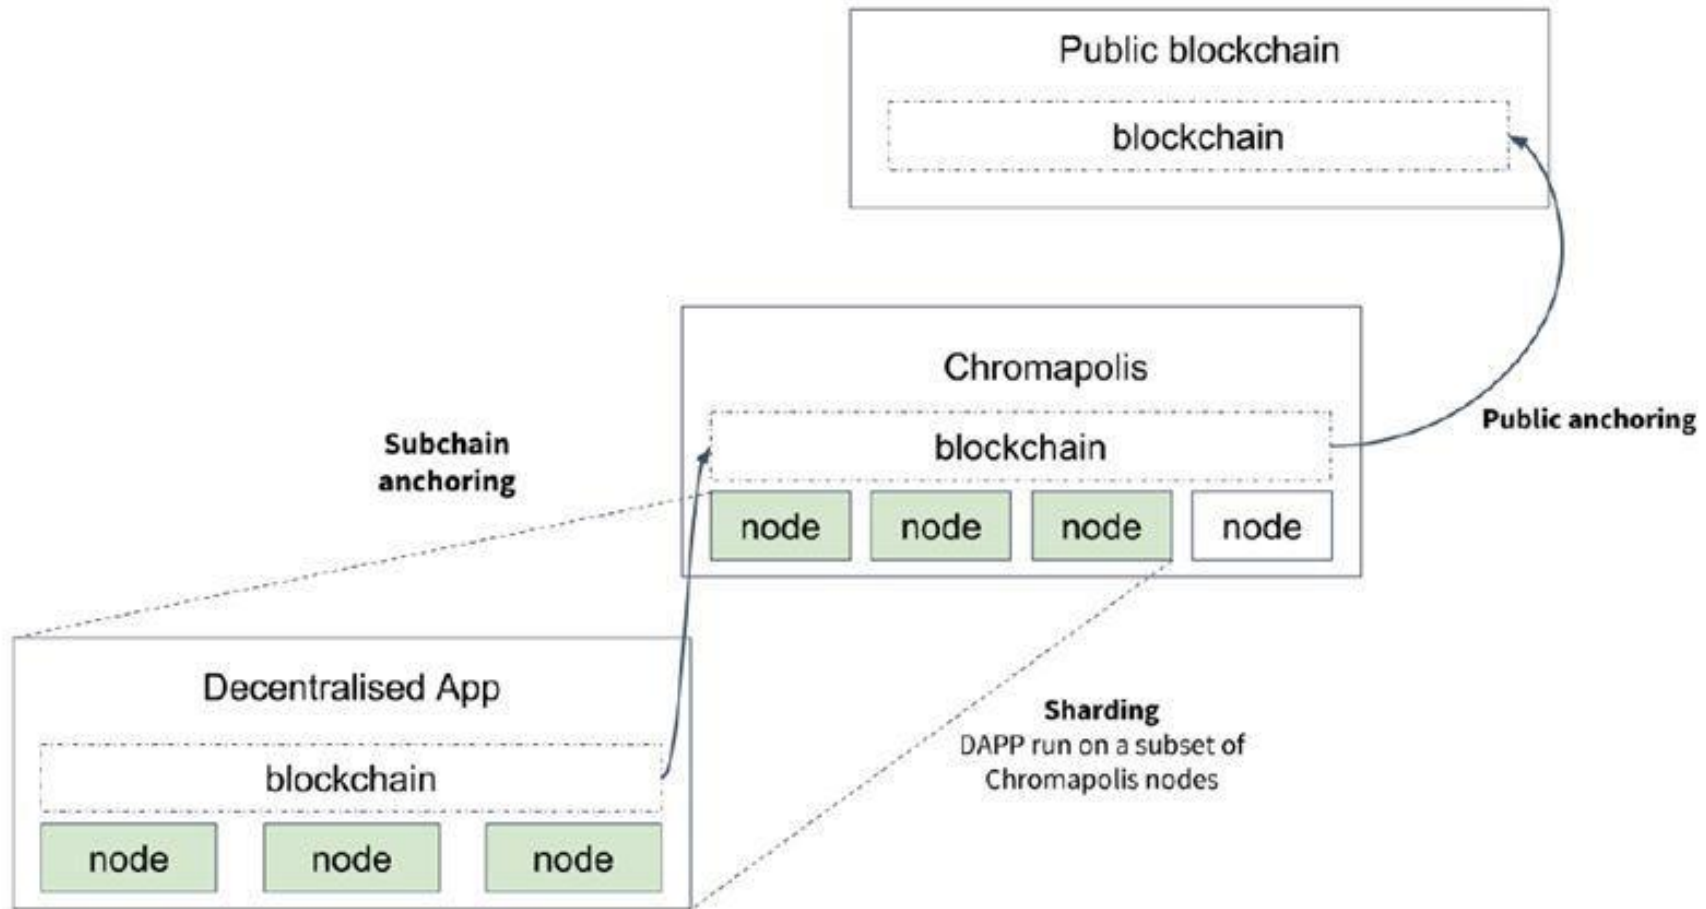 Public blockchain
blockchain
Chromapolis
blockchain
Public anchoring
Subchain
anchoring
node node node node
Decentralised App
Sharding
DAPP run on a subset of
Chromapolis nodes
blockchain
node node node